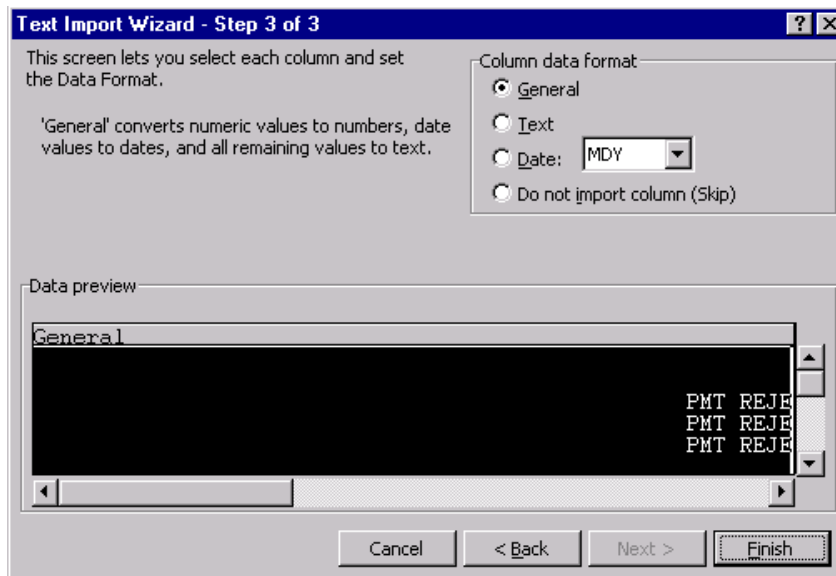 Text Import Wizard - Step 3 of 3
This screen lets you select each column and set
the Data Format.
'General' converts numeric values to numbers, date
values to dates, and all remaining values to text.
Column data format
General
Text
Date: MDY
Do not import column (Skip)
Data preview
General
PMT REJE
PMT REJE
PMT REJE
Cancel < Back Next > Finish